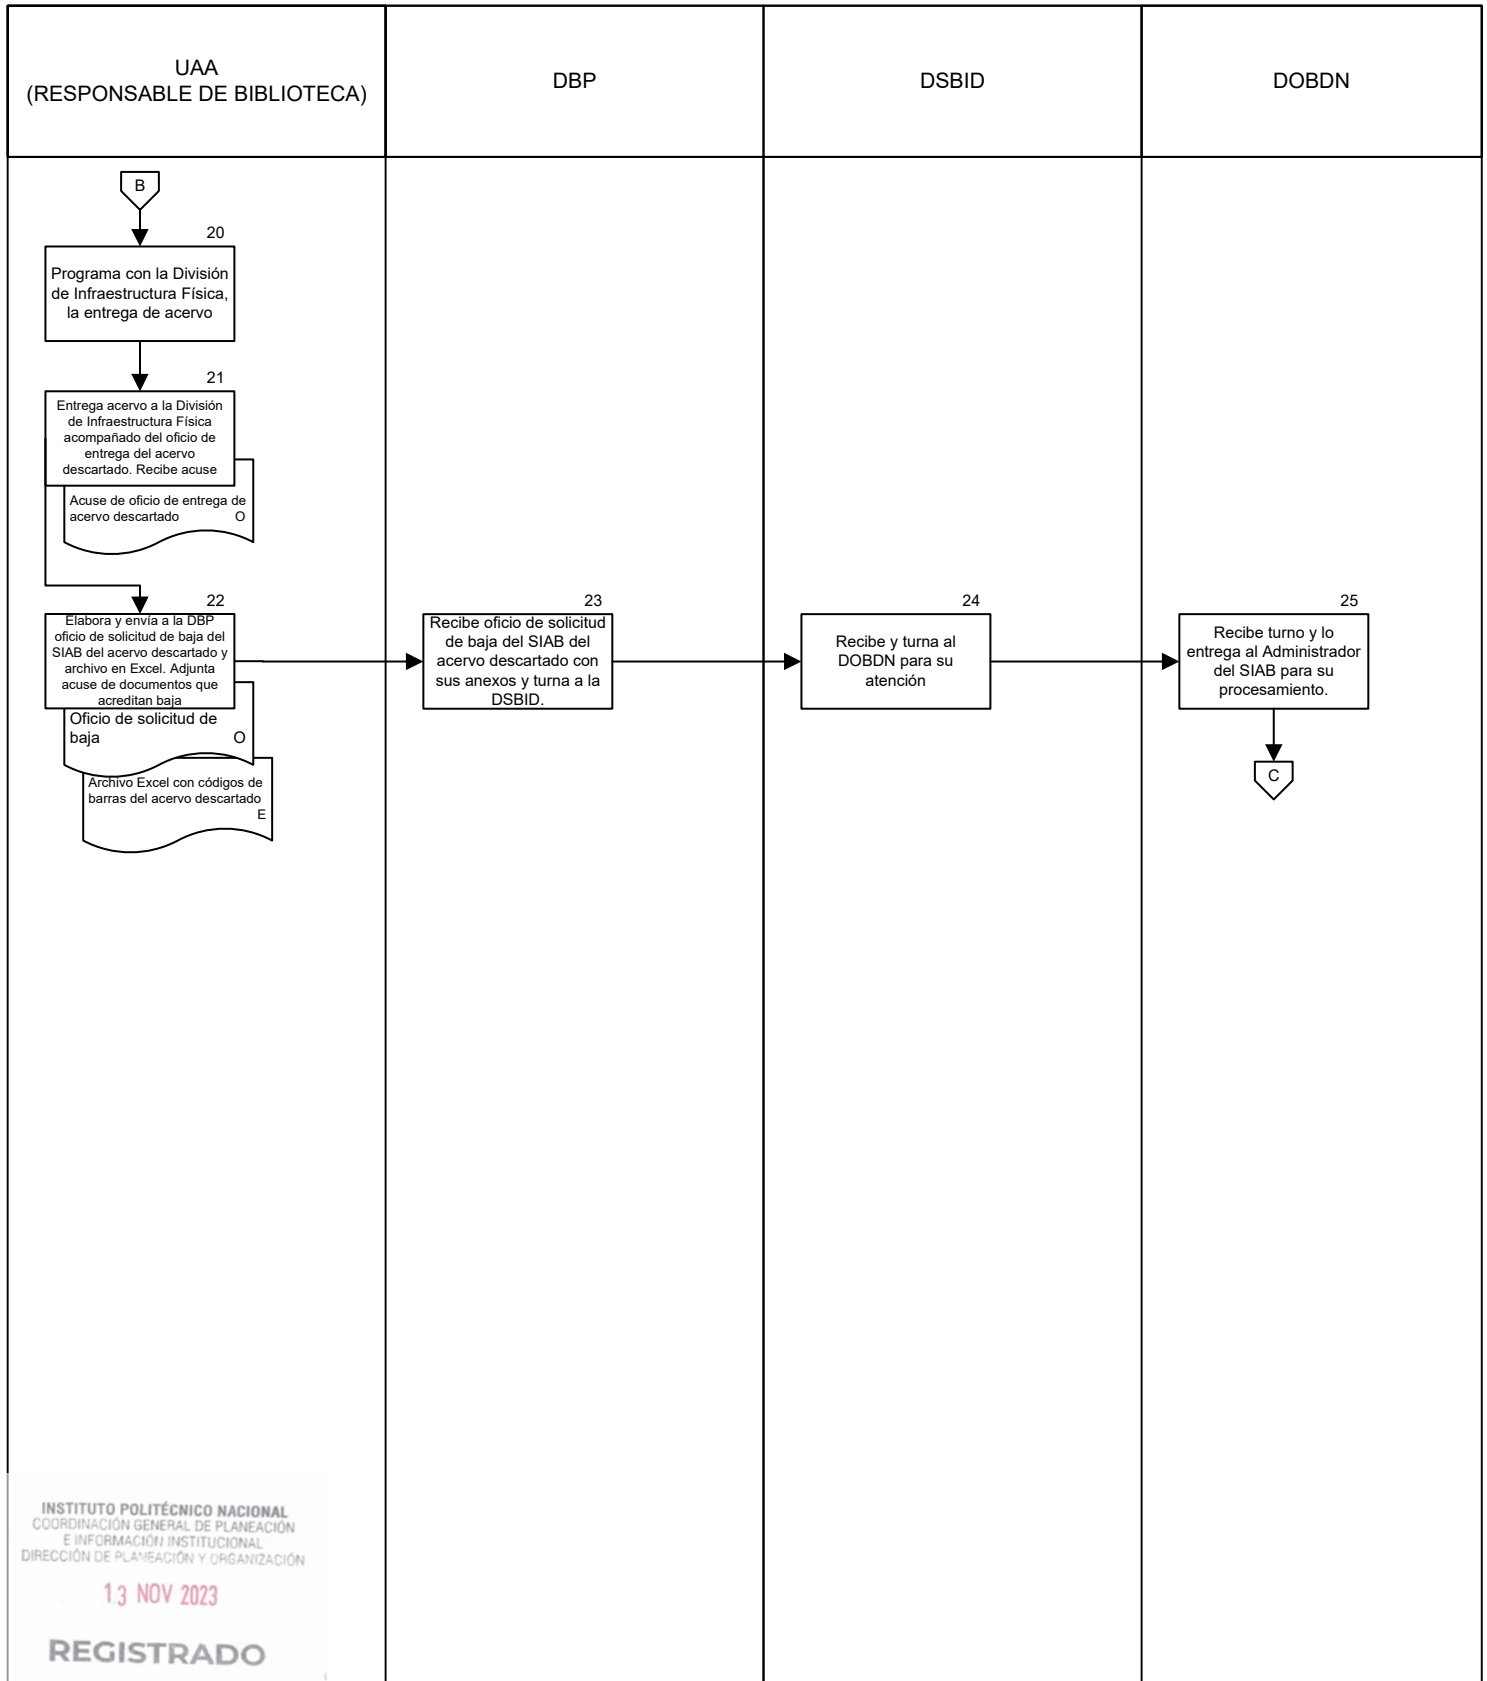 UAA
(RESPONSABLE DE BIBLIOTECA)
DBP
DSBID
DOBDN
B
20
Programa con la División
de Infraestructura Física,
la entrega de acervo
21
Entrega acervo a la División
de Infraestructura Física
acompañado del oficio de
entrega del acervo
descartado. Recibe acuse
Acuse de oficio de entrega de
acervo descartado O
22
Elabora y envía a la DBP
oficio de solicitud de baja del
SIAB del acervo descartado y
archivo en Excel. Adjunta
acuse de documentos que
acreditan baja
Oficio de solicitud de
baja O
Archivo Excel con códigos de
barras del acervo descartado
E
23
Recibe oficio de solicitud
de baja del SIAB del
acervo descartado con
sus anexos y turna a la
DSBID.
24
Recibe y turna al
DOBDN para su
atención
25
Recibe turno y lo
entrega al Administrador
del SIAB para su
procesamiento.
C
INSTITUTO POLITÉCNICO NACIONAL
COORDINACIÓN GENERAL DE PLANEACIÓN
E INFORMACIÓN INSTITUCIONAL
DIRECCIÓN DE PLANEACIÓN Y ORGANIZACIÓN
13 NOV 2023
REGISTRADO